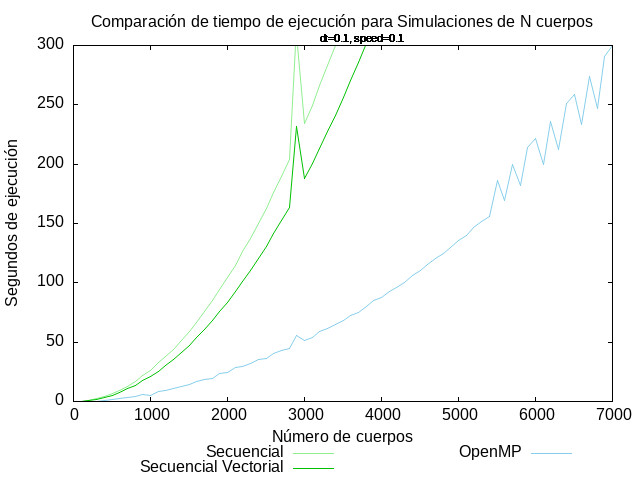 Comparación de tiempo de ejecución para Simulaciones de N cuerpos
dt=0.1, speed=0.1
300
250
200
150
100
50
0
Segundos de ejecución
0 1000 2000 3000 4000 5000 6000 7000
Número de cuerpos
Secuencial OpenMP
Secuencial Vectorial